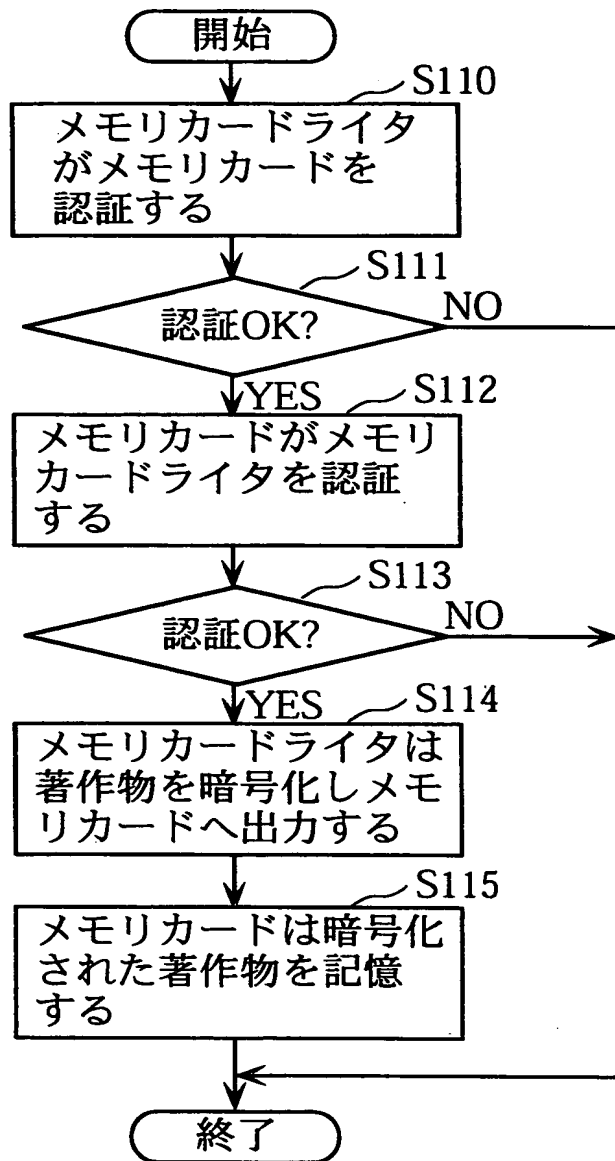 開始
S110
メモリカードライタ
がメモリカードを
認証する
S111
認証OK?
NO
YES
S112
メモリカードがメモリ
カードライタを認証
する
S113
認証OK?
NO
YES
S114
メモリカードライタは
著作物を暗号化しメモ
リカードへ出力する
S115
メモリカードは暗号化
された著作物を記憶
する
終了